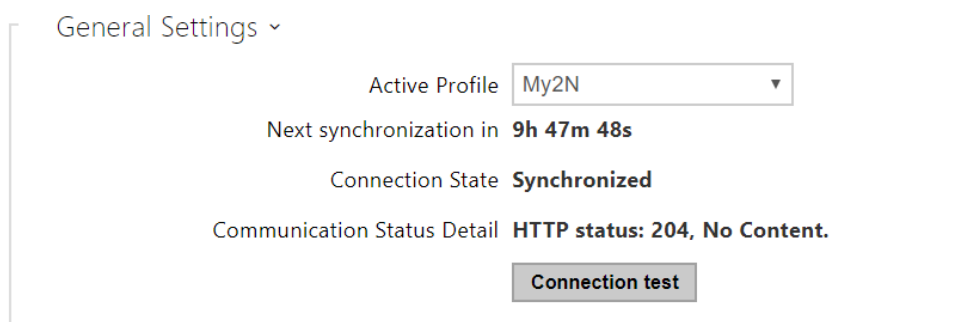 General Settings
Active Profile My2N
Next synchronization in 9h 47m 48s
Connection State Synchronized
Communication Status Detail HTTP status: 204, No Content.
Connection test